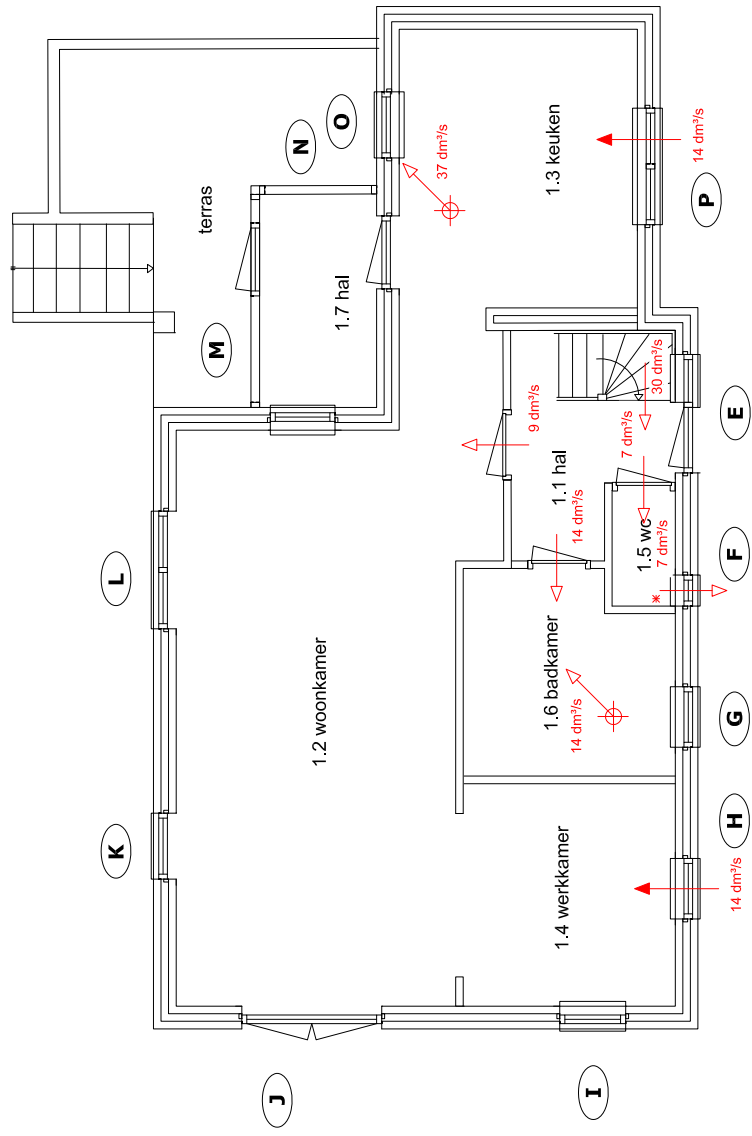 J
K
L
M
N
O
terras
1.7 hal
37 dm³/s
1.2 woonkamer
1.3 keuken
9 dm³/s
1.1 hal
14 dm³/s
7 dm³/s
30 dm³/s
1.4 werkkamer
1.6 badkamer
14 dm³/s
1.5 wc
7 dm³/s
*
14 dm³/s
14 dm³/s
I
H
G
F
E
P